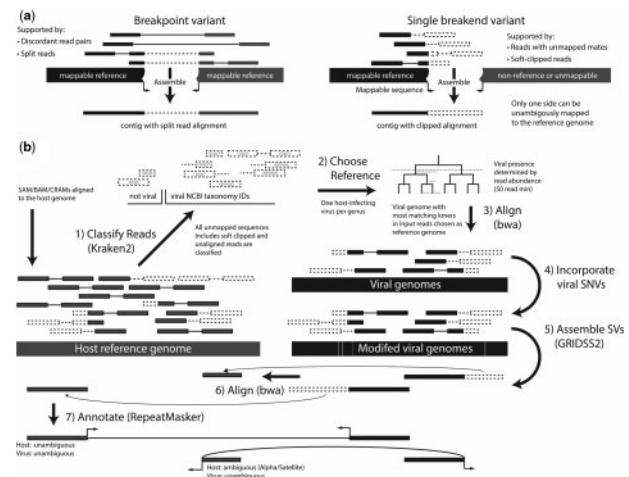 (a)
Breakpoint variant
Supported by:
• Discordant read pairs
• Split reads
mappable reference
mappable reference
Assemble
contig with split read alignment
Single breakend variant
Supported by:
• Reads with unmapped mates
• Soft-clipped reads
mappable reference
non-reference or unmappable
Mappable sequence
Assemble
contig with clipped alignment
Only one side can be
unambigously mapped
to the reference genome
(b)
SAM/BAM/CRAMs aligned
to the host genome
not viral
viral NCBI taxonomy IDs
1) Classify Reads
(Kraken2)
All unmapped sequences
Includes soft clipped and
unaligned reads are
classified
2) Choose
Reference
One host-infecting
virus per genus
Viral presence
determined by
read abundance
(50 read min)
Viral genome with
most matching kmers
in input reads chosen as
reference genome
3) Align
(bwa)
Viral genomes
4) Incorporate
viral SNVs
Host reference genome
Modifed viral genomes
5) Assemble SVs
(GRIDSS2)
6) Align (bwa)
7) Annotate (RepeatMasker)
Host: unambiguous
Virus: unambiguous
Host: ambiguous (Alpha/Satellite)
Virus: unambiguous